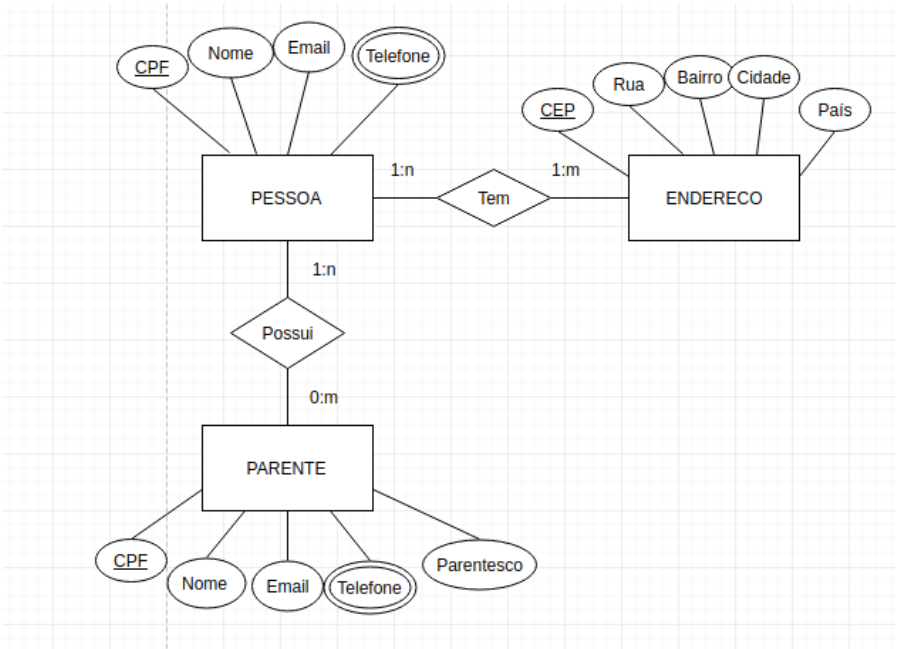 CPF
Nome
Email
Telefone
CEP
Rua
Bairro
Cidade
País
PESSOA
1:n
Tem
1:m
ENDERECO
1:n
Possui
0:m
PARENTE
CPF
Nome
Email
Telefone
Parentesco